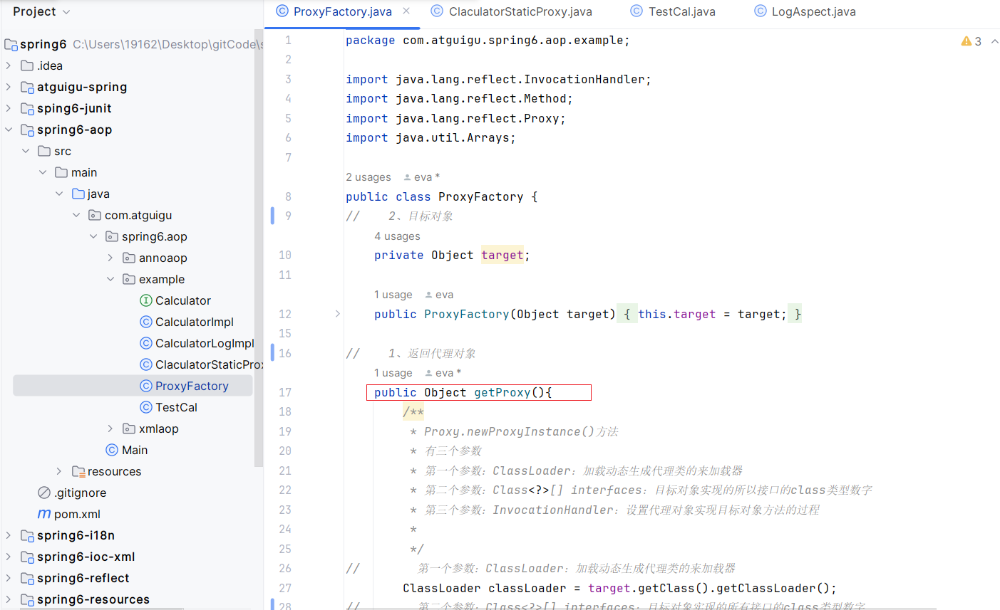 Project
ProxyFactory.java
ClaculatorStaticProxy.java
TestCal.java
LogAspect.java
spring6 C:\Users\19162\Desktop\gitCode\s
.idea
atguigu-spring
sping6-junit
spring6-aop
src
main
java
com.atguigu
spring6.aop
annoaop
example
Calculator
CalculatorImpl
CalculatorLogImpl
ClaculatorStaticProx
ProxyFactory
TestCal
xmlaop
Main
resources
.gitignore
pom.xml
spring6-i18n
spring6-ioc-xml
spring6-reflect
spring6-resources
3
1 package com.atguigu.spring6.aop.example;
2
3 import java.lang.reflect.InvocationHandler;
4 import java.lang.reflect.Method;
5 import java.lang.reflect.Proxy;
6 import java.util.Arrays;
7
2 usages eva *
8 public class ProxyFactory {
9 // 2、目标对象
4 usages
10 private Object target;
11
1 usage eva
12 public ProxyFactory(Object target) { this.target = target; }
15
16 // 1、返回代理对象
1 usage eva *
17 public Object getProxy(){
18 /**
19 * Proxy.newProxyInstance()方法
20 * 有三个参数
21 * 第一个参数：ClassLoader：加载动态生成代理类的来加载器
22 * 第二个参数：Class<?>[] interfaces：目标对象实现的所以接口的class类型数字
23 * 第三个参数：InvocationHandler：设置代理对象实现目标对象方法的过程
24 *
25 */
26 // 第一个参数：ClassLoader：加载动态生成代理类的来加载器
27 ClassLoader classLoader = target.getClass().getClassLoader();
28 // 第二个参数：Class<?>[] interfaces：目标对象实现的所有接口的class类型数字